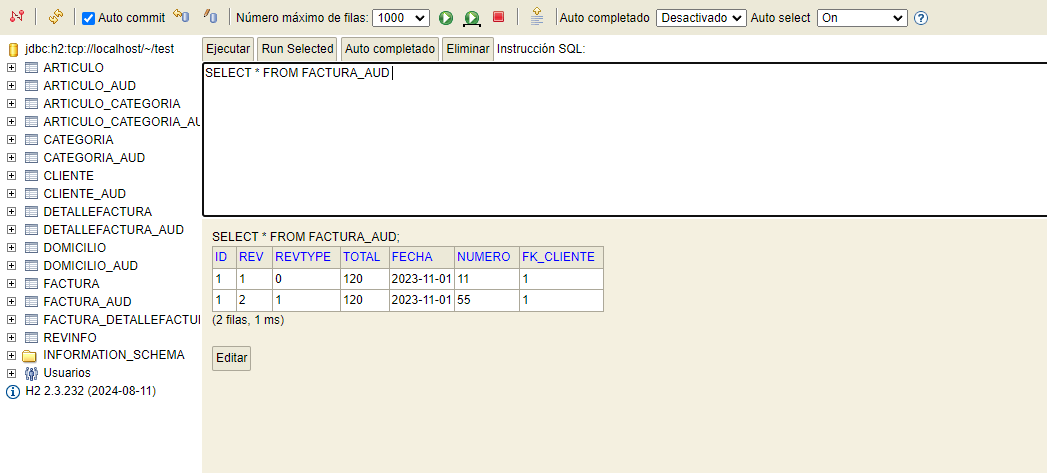 Auto commit Número máximo de filas: 1000 Auto completado Desactivado Auto select On
jdbc:h2:tcp://localhost/~/test
ARTICULO
ARTICULO_AUD
ARTICULO_CATEGORIA
ARTICULO_CATEGORIA_AU
CATEGORIA
CATEGORIA_AUD
CLIENTE
CLIENTE_AUD
DETALLEFACTURA
DETALLEFACTURA_AUD
DOMICILIO
DOMICILIO_AUD
FACTURA
FACTURA_AUD
FACTURA_DETALLEFACTU
REVINFO
INFORMATION_SCHEMA
Usuarios
H2 2.3.232 (2024-08-11)
Ejecutar Run Selected Auto completado Eliminar Instrucción SQL:
SELECT * FROM FACTURA_AUD
SELECT * FROM FACTURA_AUD;
ID REV REVTYPE TOTAL FECHA NUMERO FK_CLIENTE
1 1 0 120 2023-11-01 11 1
1 2 1 120 2023-11-01 55 1
(2 filas, 1 ms)
Editar